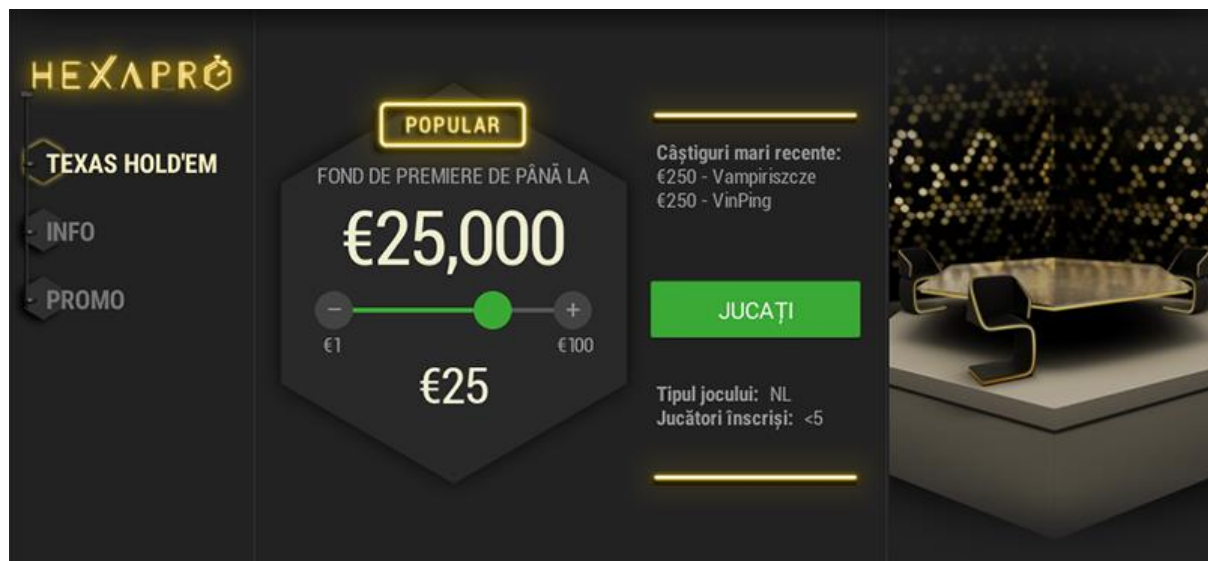 HEXAPRO
TEXAS HOLD'EM
INFO
PROMO
POPULAR
FOND DE PREMIERE DE PÂNĂ LA
€25,000
−
+
€1
€100
€25
Câștiguri mari recente:
€250 - Vampiriszcze
€250 - VinPing
JUCAȚI
Tipul jocului: NL
Jucători înscriși: <5